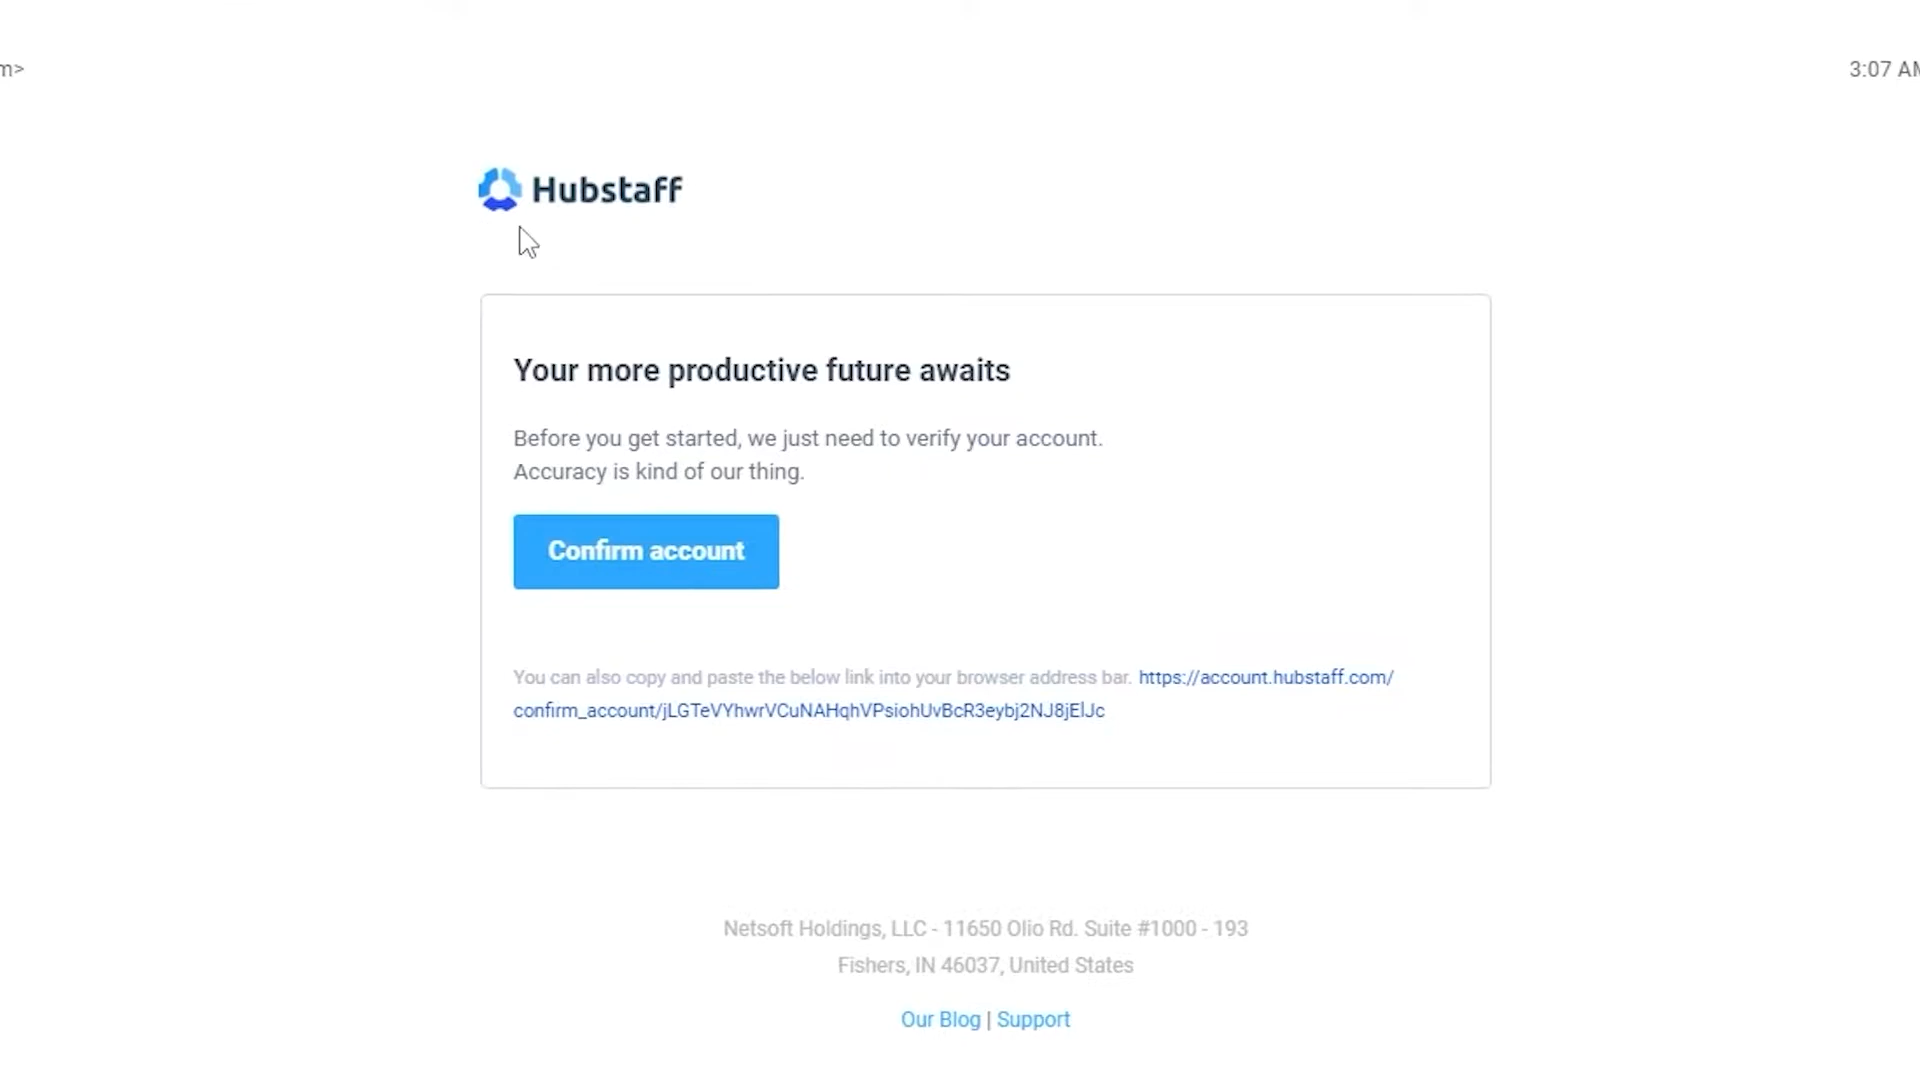 m>
3:07 AM
Hubstaff
Your more productive future awaits
Before you get started, we just need to verify your account.
Accuracy is kind of our thing.
Confirm account
You can also copy and paste the below link into your browser address bar. https://account.hubstaff.com/
confirm_account/jLGTeVYhwrVCuNAHqhVPsiohUvBcR3eybj2NJ8jElJc
Netsoft Holdings, LLC - 11650 Olio Rd. Suite #1000 - 193
Fishers, IN 46037, United States
Our Blog | Support